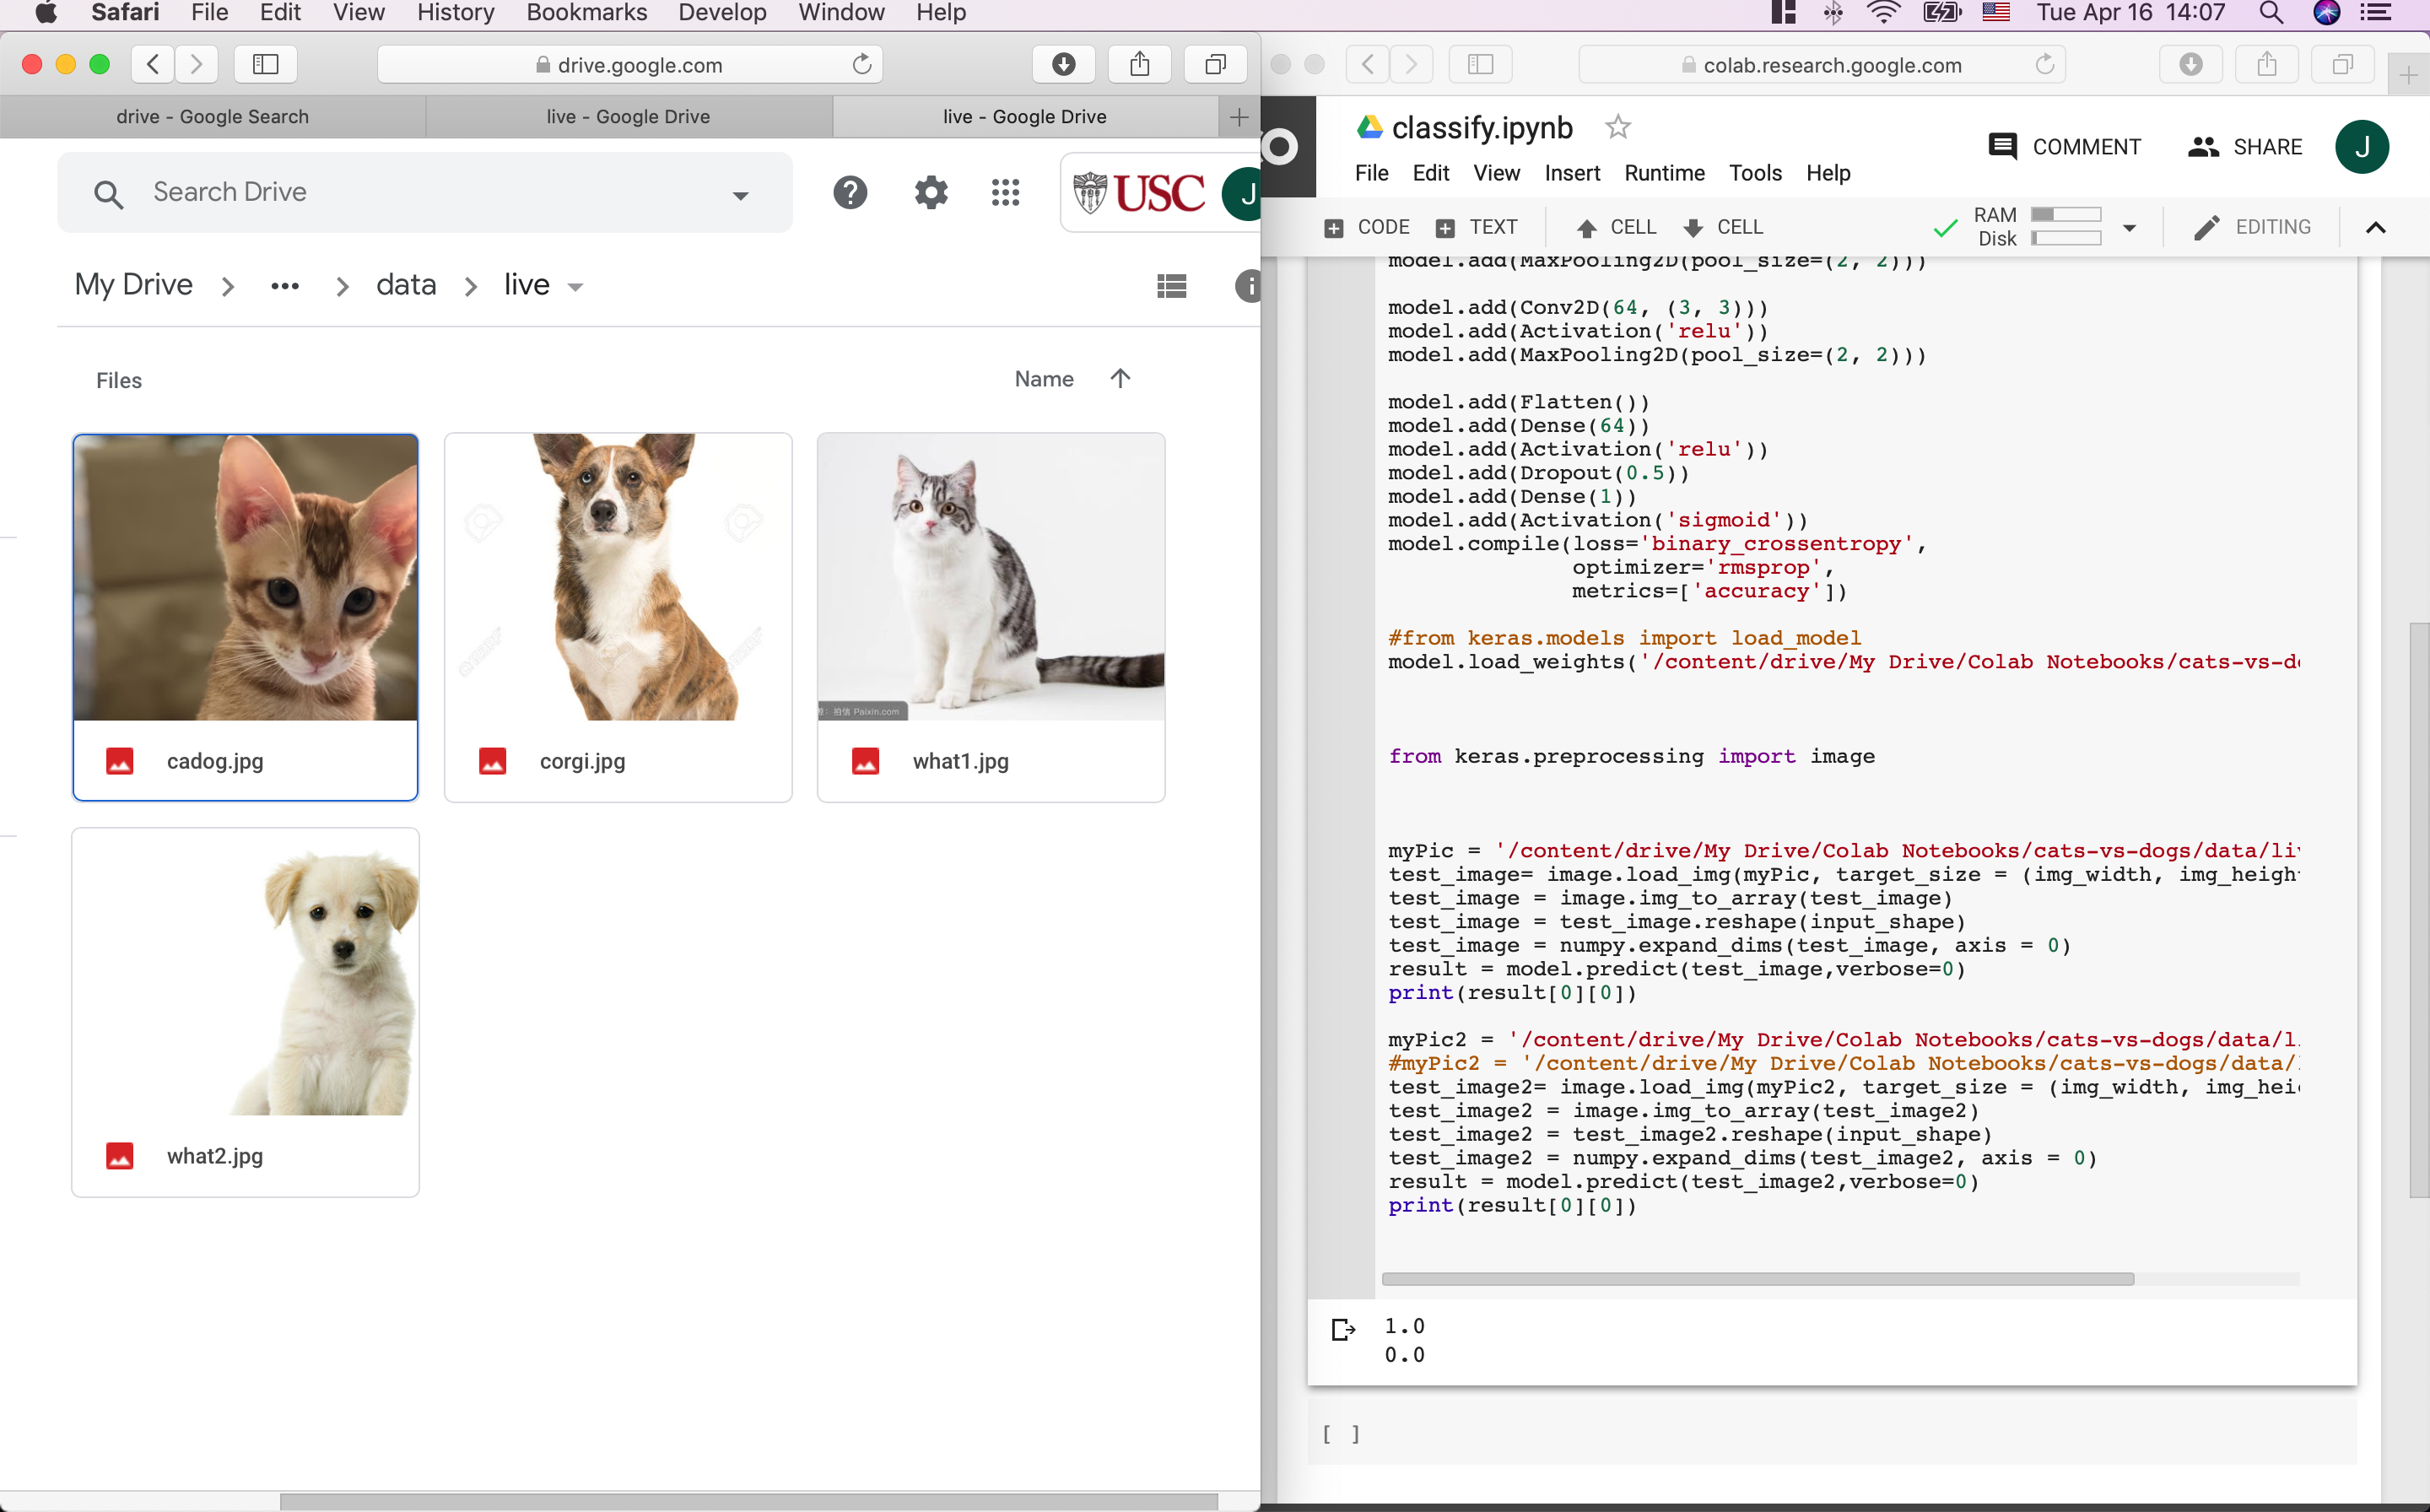 Safari File Edit View History Bookmarks Develop Window Help
Tue Apr 16 14:07
drive.google.com
drive - Google Search
live - Google Drive
live - Google Drive
Search Drive
USC
J
My Drive > ••• > data > live
Files
Name
cadog.jpg
corgi.jpg
拍信 Paixin.com
what1.jpg
what2.jpg
colab.research.google.com
classify.ipynb
COMMENT
SHARE
J
File Edit View Insert Runtime Tools Help
CODE TEXT CELL CELL
RAM
Disk
EDITING
model.add(MaxPooling2D(pool_size=(2, 2)))
model.add(Conv2D(64, (3, 3)))
model.add(Activation('relu'))
model.add(MaxPooling2D(pool_size=(2, 2)))
model.add(Flatten())
model.add(Dense(64))
model.add(Activation('relu'))
model.add(Dropout(0.5))
model.add(Dense(1))
model.add(Activation('sigmoid'))
model.compile(loss='binary_crossentropy',
optimizer='rmsprop',
metrics=['accuracy'])
#from keras.models import load_model
model.load_weights('/content/drive/My Drive/Colab Notebooks/cats-vs-d
from keras.preprocessing import image
myPic = '/content/drive/My Drive/Colab Notebooks/cats-vs-dogs/data/li
test_image= image.load_img(myPic, target_size = (img_width, img_heigh
test_image = image.img_to_array(test_image)
test_image = test_image.reshape(input_shape)
test_image = numpy.expand_dims(test_image, axis = 0)
result = model.predict(test_image,verbose=0)
print(result[0][0])
myPic2 = '/content/drive/My Drive/Colab Notebooks/cats-vs-dogs/data/l
#myPic2 = '/content/drive/My Drive/Colab Notebooks/cats-vs-dogs/data/
test_image2= image.load_img(myPic2, target_size = (img_width, img_hei
test_image2 = image.img_to_array(test_image2)
test_image2 = test_image2.reshape(input_shape)
test_image2 = numpy.expand_dims(test_image2, axis = 0)
result = model.predict(test_image2,verbose=0)
print(result[0][0])
1.0
0.0
[ ]